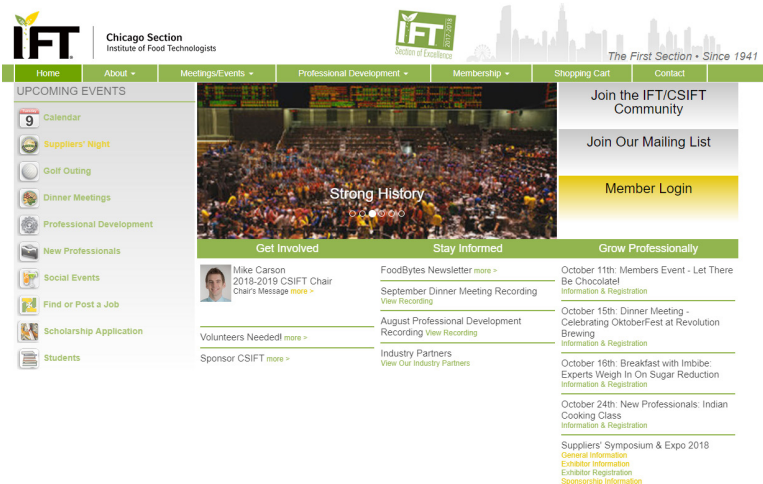 IFT
Chicago Section
Institute of Food Technologists
IFT
2017-2018
Section of Excellence
The First Section • Since 1941
Home
About
Meetings/Events
Professional Development
Membership
Shopping Cart
Contact
UPCOMING EVENTS
9
Calendar
Suppliers' Night
Golf Outing
Dinner Meetings
Professional Development
New Professionals
Social Events
Find or Post a Job
Scholarship Application
Students
Strong History
Join the IFT/CSIFT
Community
Join Our Mailing List
Member Login
Get Involved
Mike Carson
2018-2019 CSIFT Chair
Chair's Message more >
Volunteers Needed! more >
Sponsor CSIFT more >
Stay Informed
FoodBytes Newsletter more >
September Dinner Meeting Recording
View Recording
August Professional Development
Recording View Recording
Industry Partners
View Our Industry Partners
Grow Professionally
October 11th: Members Event - Let There
Be Chocolate!
Information & Registration
October 15th: Dinner Meeting -
Celebrating OktoberFest at Revolution
Brewing
Information & Registration
October 16th: Breakfast with Imbibe:
Experts Weigh In On Sugar Reduction
Information & Registration
October 24th: New Professionals: Indian
Cooking Class
Information & Registration
Suppliers' Symposium & Expo 2018
General Information
Exhibitor Information
Exhibitor Registration
Sponsorship Information